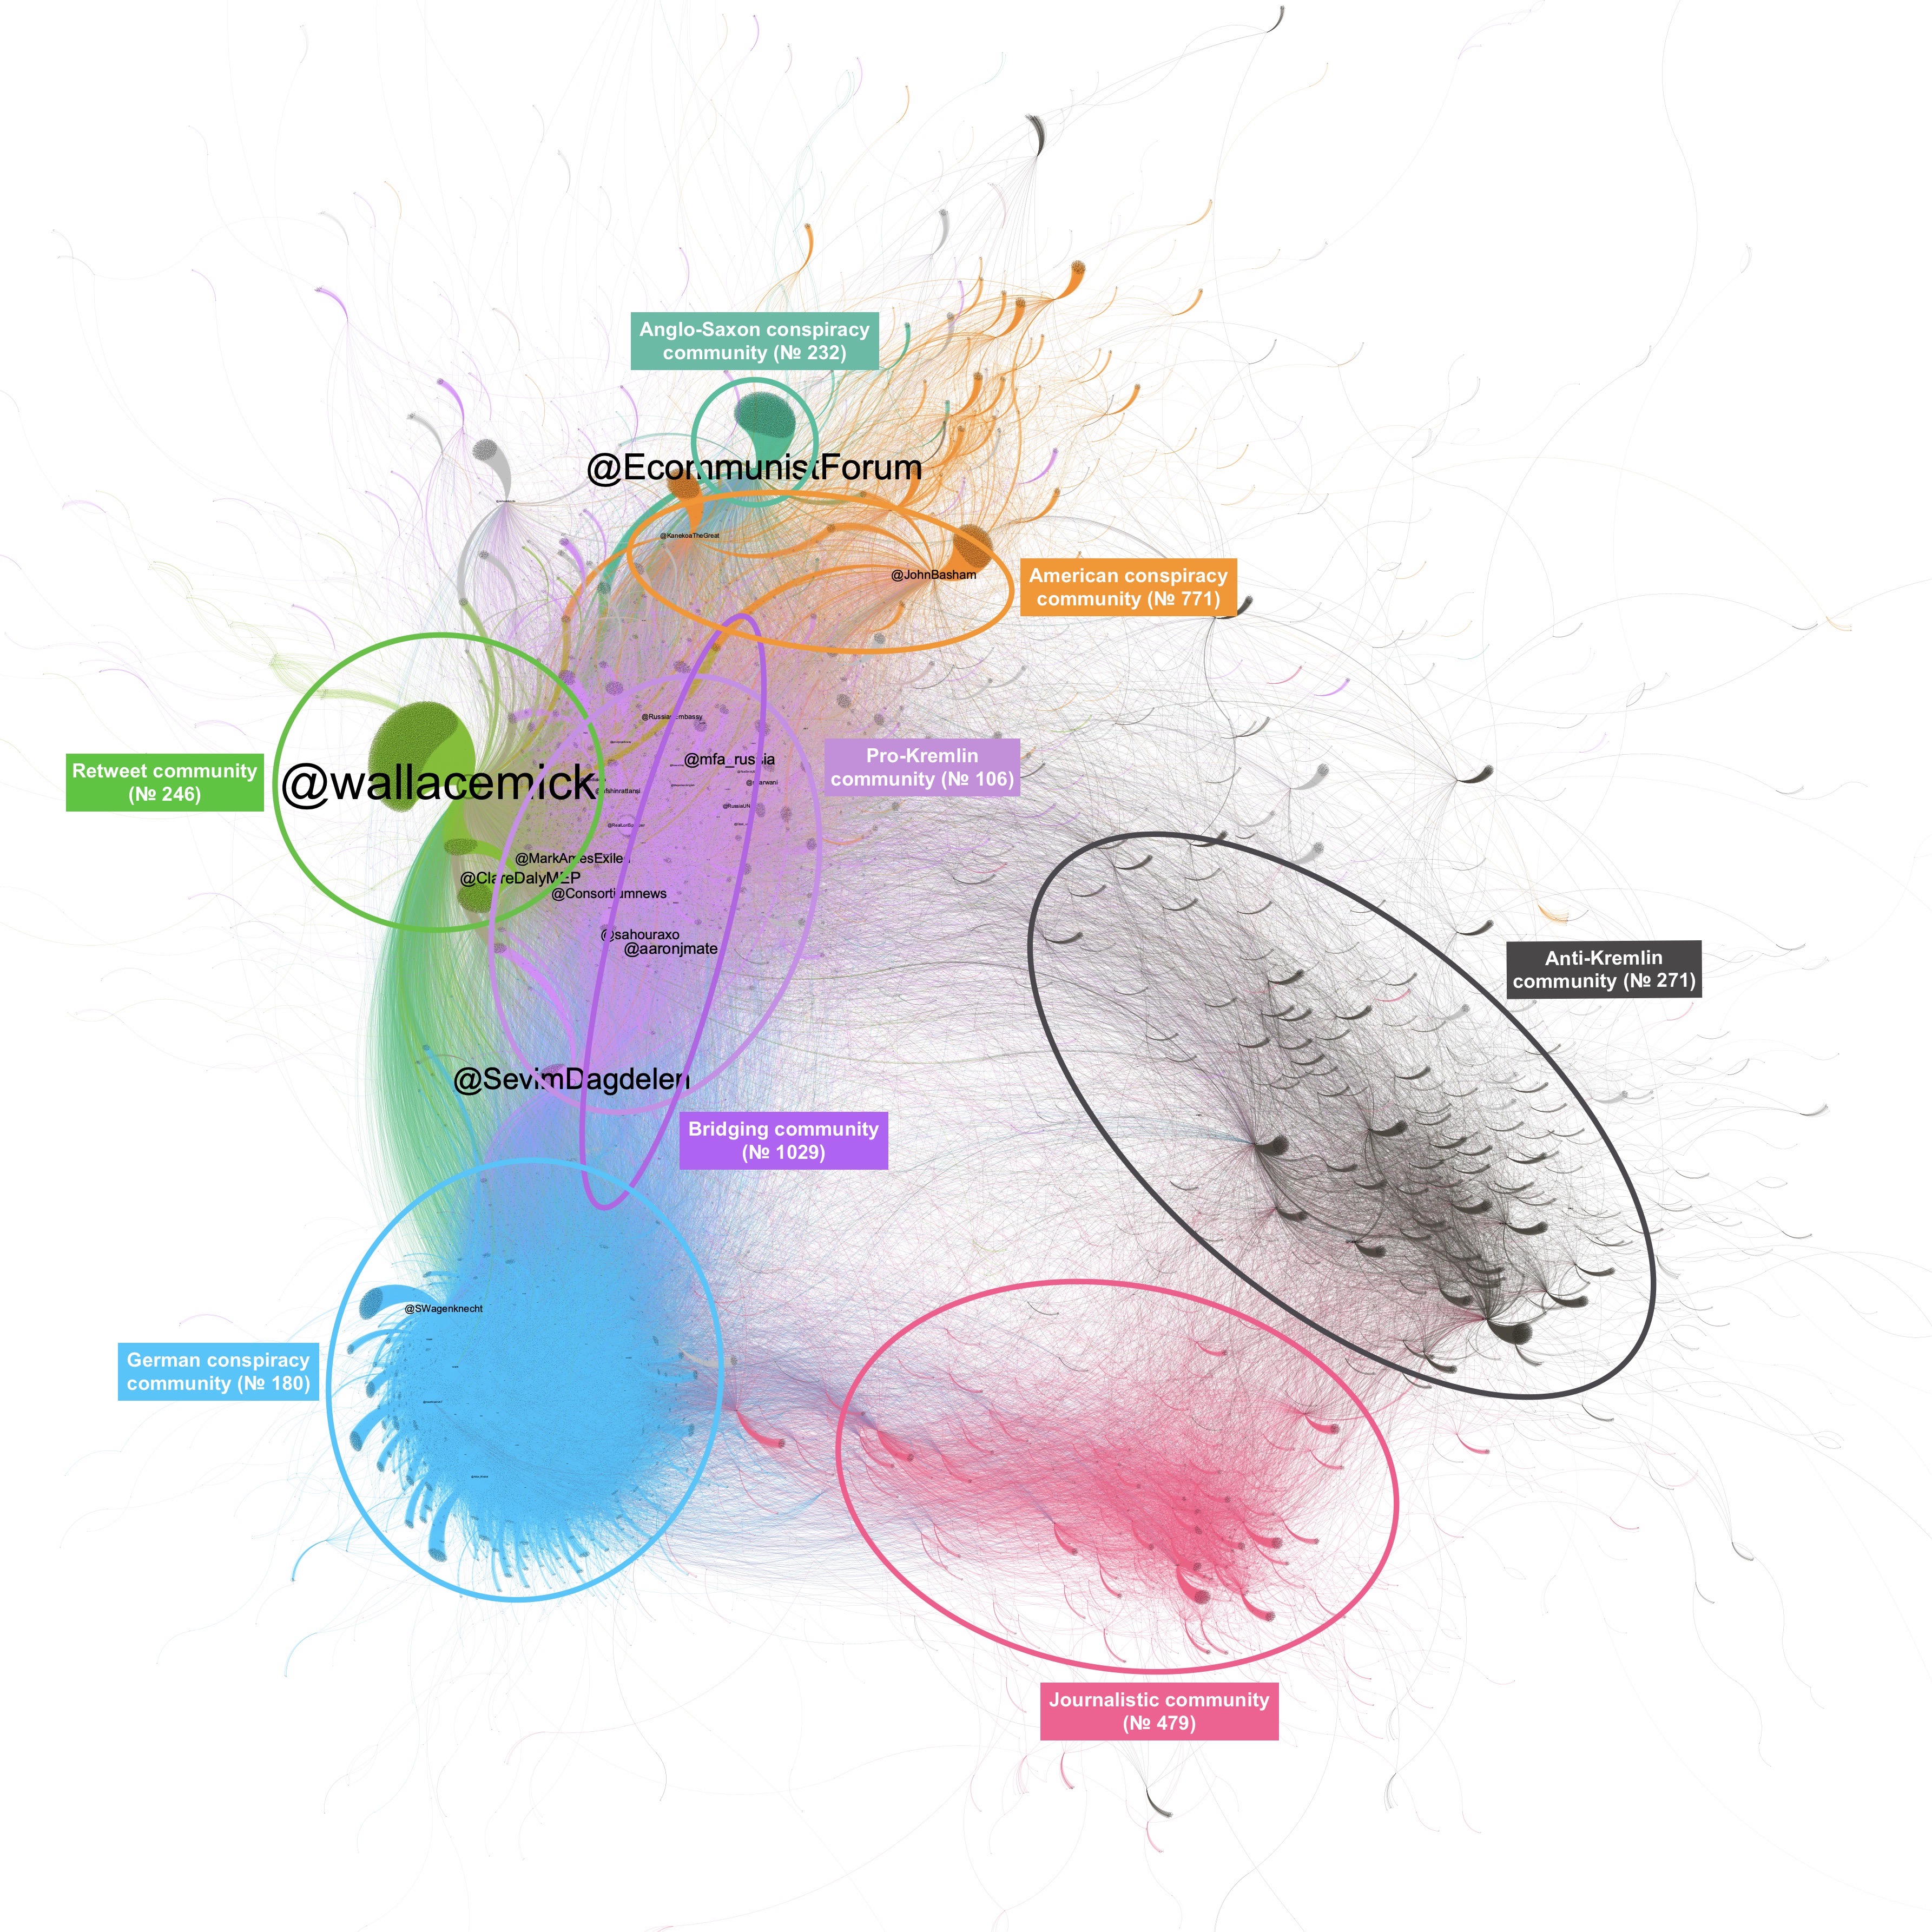 Anglo-Saxon conspiracy
community (№ 232)
@EcommunistForum
@KanekoaTheGreat
@JohnBasham
American conspiracy
community (№ 771)
Retweet community
(№ 246)
@wallacemick
@mfa_russia
Pro-Kremlin
community (№ 106)
@RussiaUN
@MarkAmesExiled
@ClareDalyMEP
@Consortiumnews
@sahouraxo
@aaronjmate
Anti-Kremlin
community (№ 271)
@SevimDagdelen
Bridging community
(№ 1029)
@SWagenknecht
German conspiracy
community (№ 180)
Journalistic community
(№ 479)